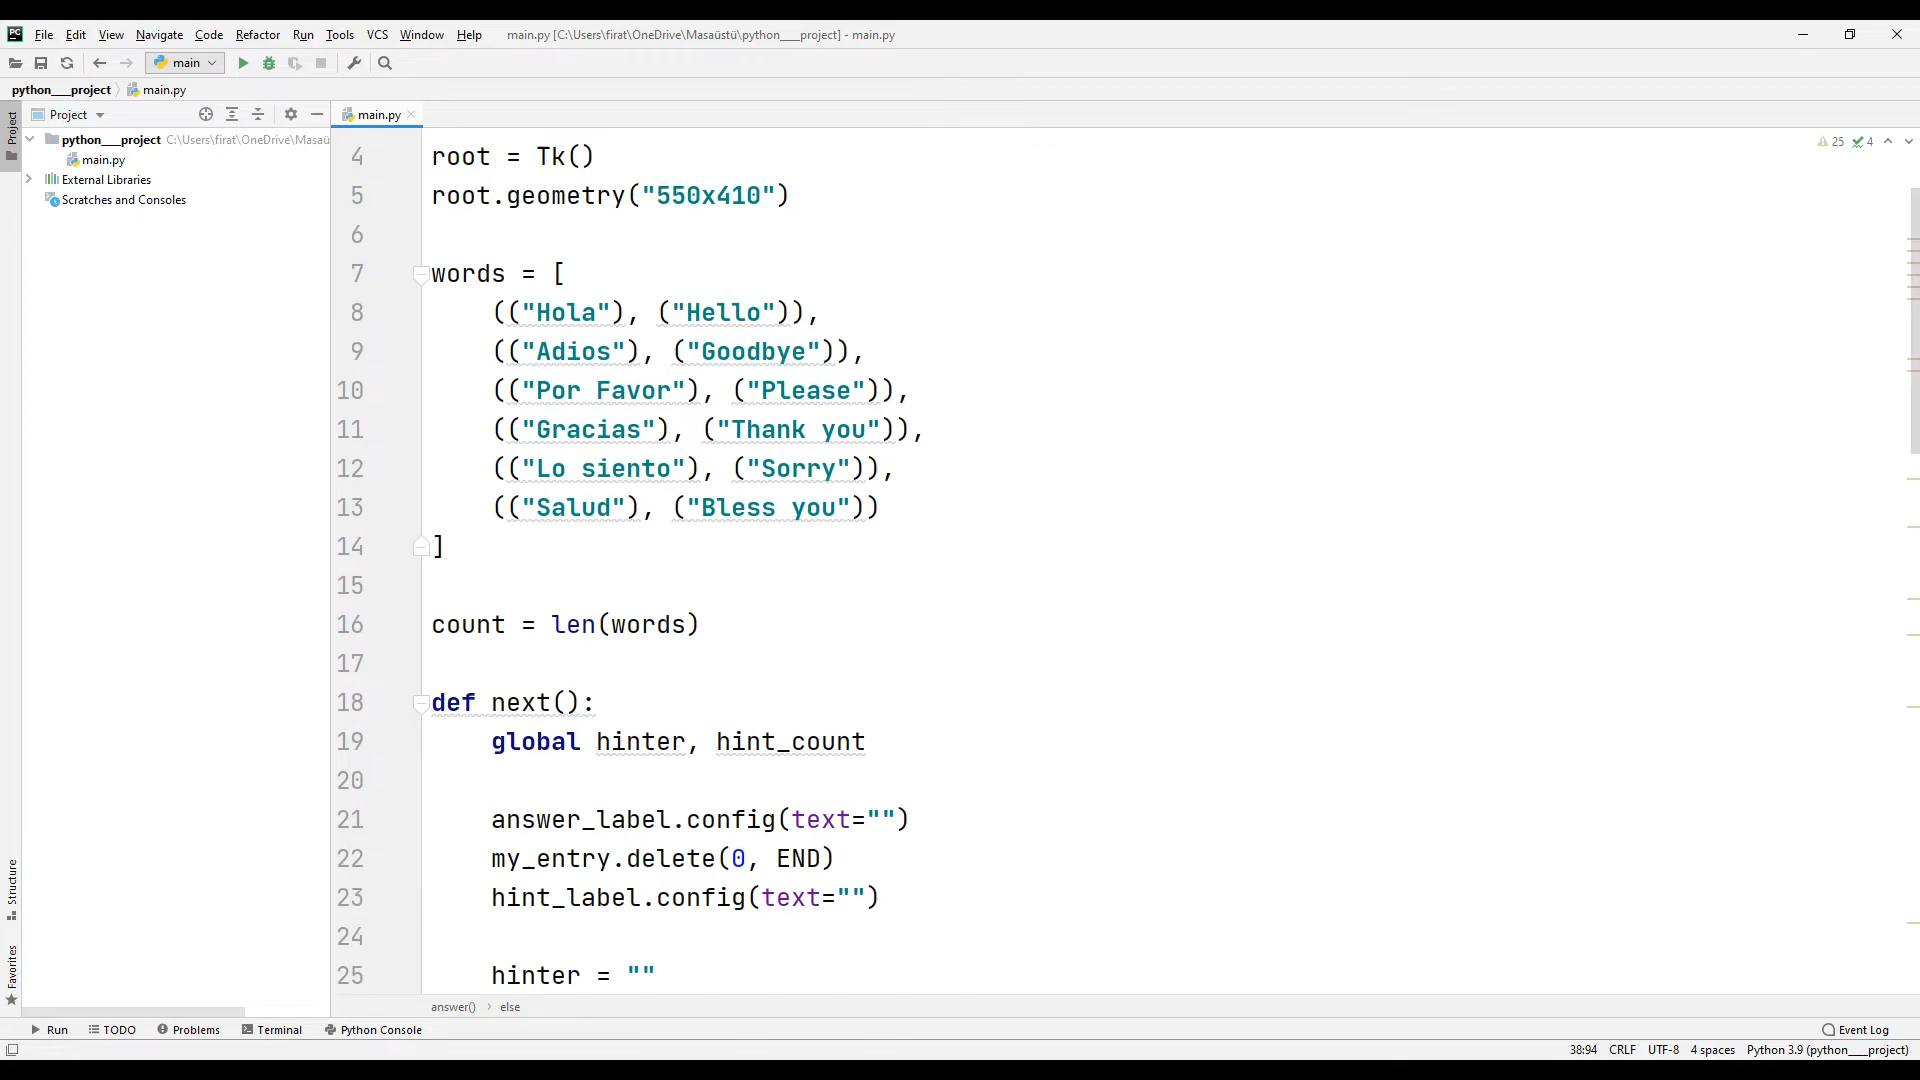 PC File Edit View Navigate Code Refactor Run Tools VCS Window Help main.py [C:\Users\firat\OneDrive\Masaüstü\python___project] - main.py
main
python___project main.py
Project main.py
python___project C:\Users\firat\OneDrive\Masaü
main.py
External Libraries
Scratches and Consoles
Project
Structure
Favorites
25 4
4 root = Tk()
5 root.geometry("550x410")
6
7 words = [
8 (("Hola"), ("Hello")),
9 (("Adios"), ("Goodbye")),
10 (("Por Favor"), ("Please")),
11 (("Gracias"), ("Thank you")),
12 (("Lo siento"), ("Sorry")),
13 (("Salud"), ("Bless you"))
14 ]
15
16 count = len(words)
17
18 def next():
19 global hinter, hint_count
20
21 answer_label.config(text="")
22 my_entry.delete(0, END)
23 hint_label.config(text="")
24
25 hinter = ""
answer() else
Run TODO Problems Terminal Python Console Event Log
38:94 CRLF UTF-8 4 spaces Python 3.9 (python___project)